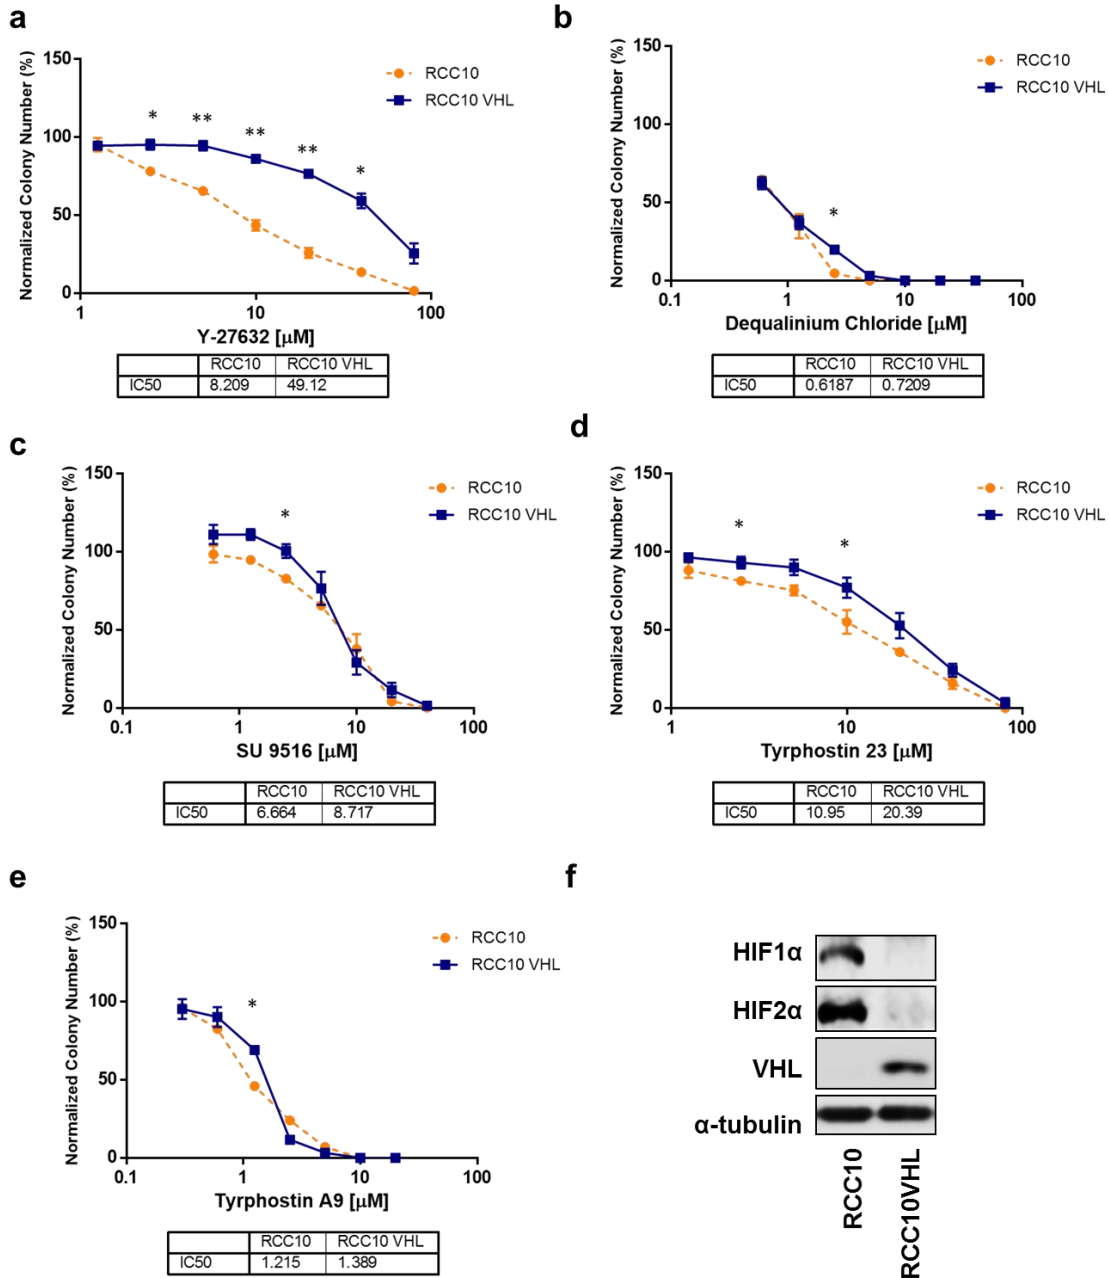 a
Normalized Colony Number (%)
150
100
50
0
* ** ** ** *
RCC10
RCC10 VHL
1 10 100
Y-27632 [μM]
RCC10 RCC10 VHL
IC50 8.209 49.12
b
Normalized Colony Number (%)
150
100
50
0
*
RCC10
RCC10 VHL
0.1 1 10 100
Dequalinium Chloride [μM]
RCC10 RCC10 VHL
IC50 0.6187 0.7209
c
Normalized Colony Number (%)
150
100
50
0
*
RCC10
RCC10 VHL
0.1 1 10 100
SU 9516 [μM]
RCC10 RCC10 VHL
IC50 6.664 8.717
d
Normalized Colony Number (%)
150
100
50
0
* *
RCC10
RCC10 VHL
1 10 100
Tyrphostin 23 [μM]
RCC10 RCC10 VHL
IC50 10.95 20.39
e
Normalized Colony Number (%)
150
100
50
0
*
RCC10
RCC10 VHL
0.1 1 10 100
Tyrphostin A9 [μM]
RCC10 RCC10 VHL
IC50 1.215 1.389
f
HIF1α
HIF2α
VHL
α-tubulin
RCC10
RCC10VHL